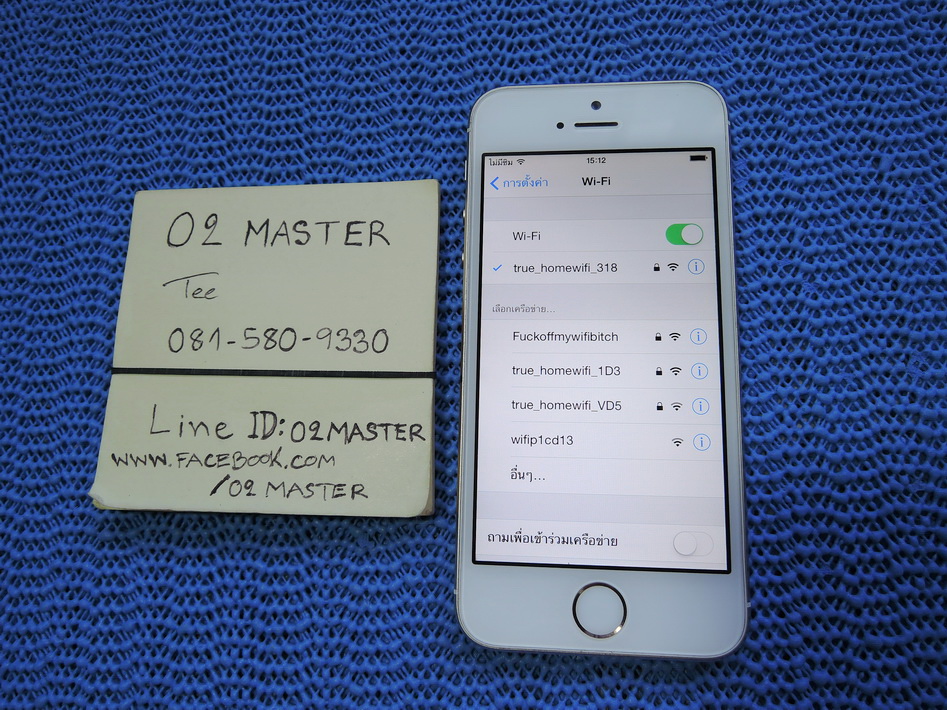 02 MASTER
Tee
081-580-9330
Line ID: 02MASTER
WWW.FACEBOOK.COM
/02 MASTER
ไม่มีซิม 15:12
การตั้งค่า Wi-Fi
Wi-Fi
true_homewifi_318
เลือกเครือข่าย...
Fuckoffmywifibitch
true_homewifi_1D3
true_homewifi_VD5
wifip1cd13
อื่นๆ...
ถามเพื่อเข้าร่วมเครือข่าย